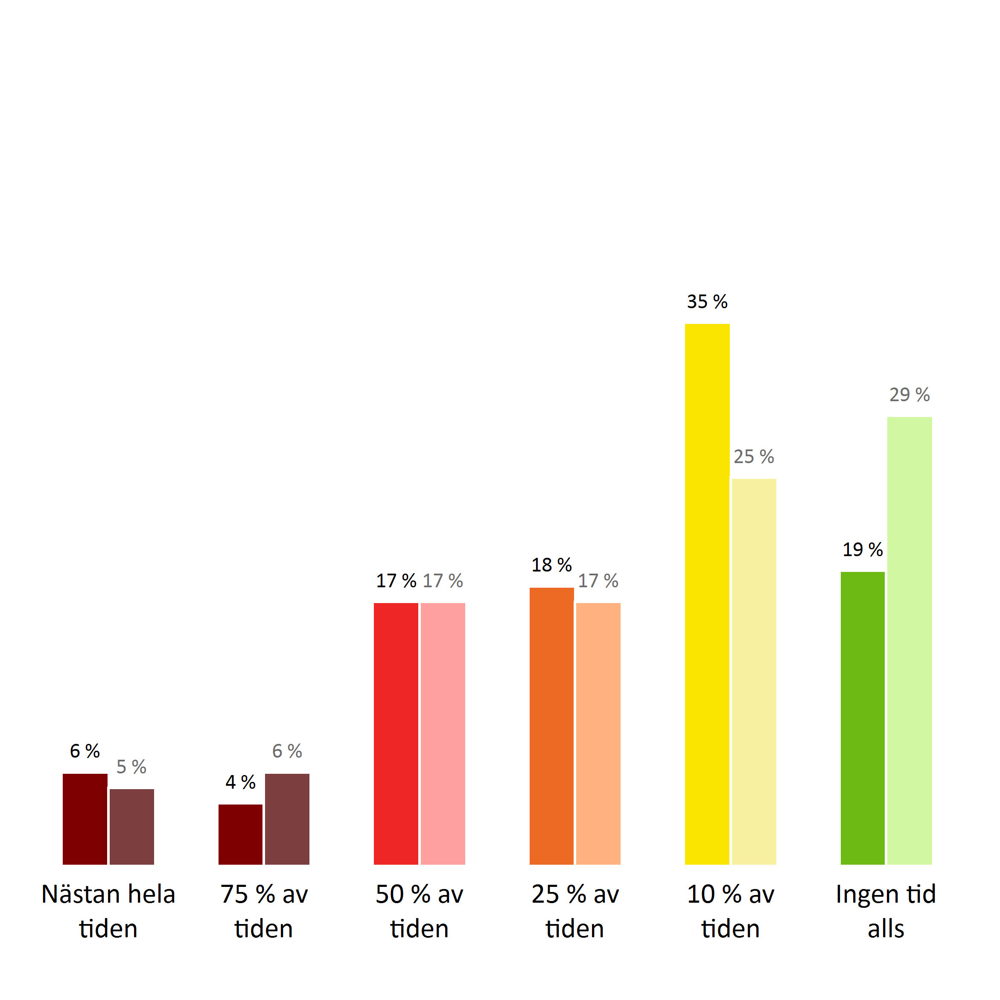 35 %
29 %
25 %
19 %
18 %
17 % 17 % 17 %
6 % 6 %
5 %
4 %
Nästan hela tiden
75 % av tiden
50 % av tiden
25 % av tiden
10 % av tiden
Ingen tid alls